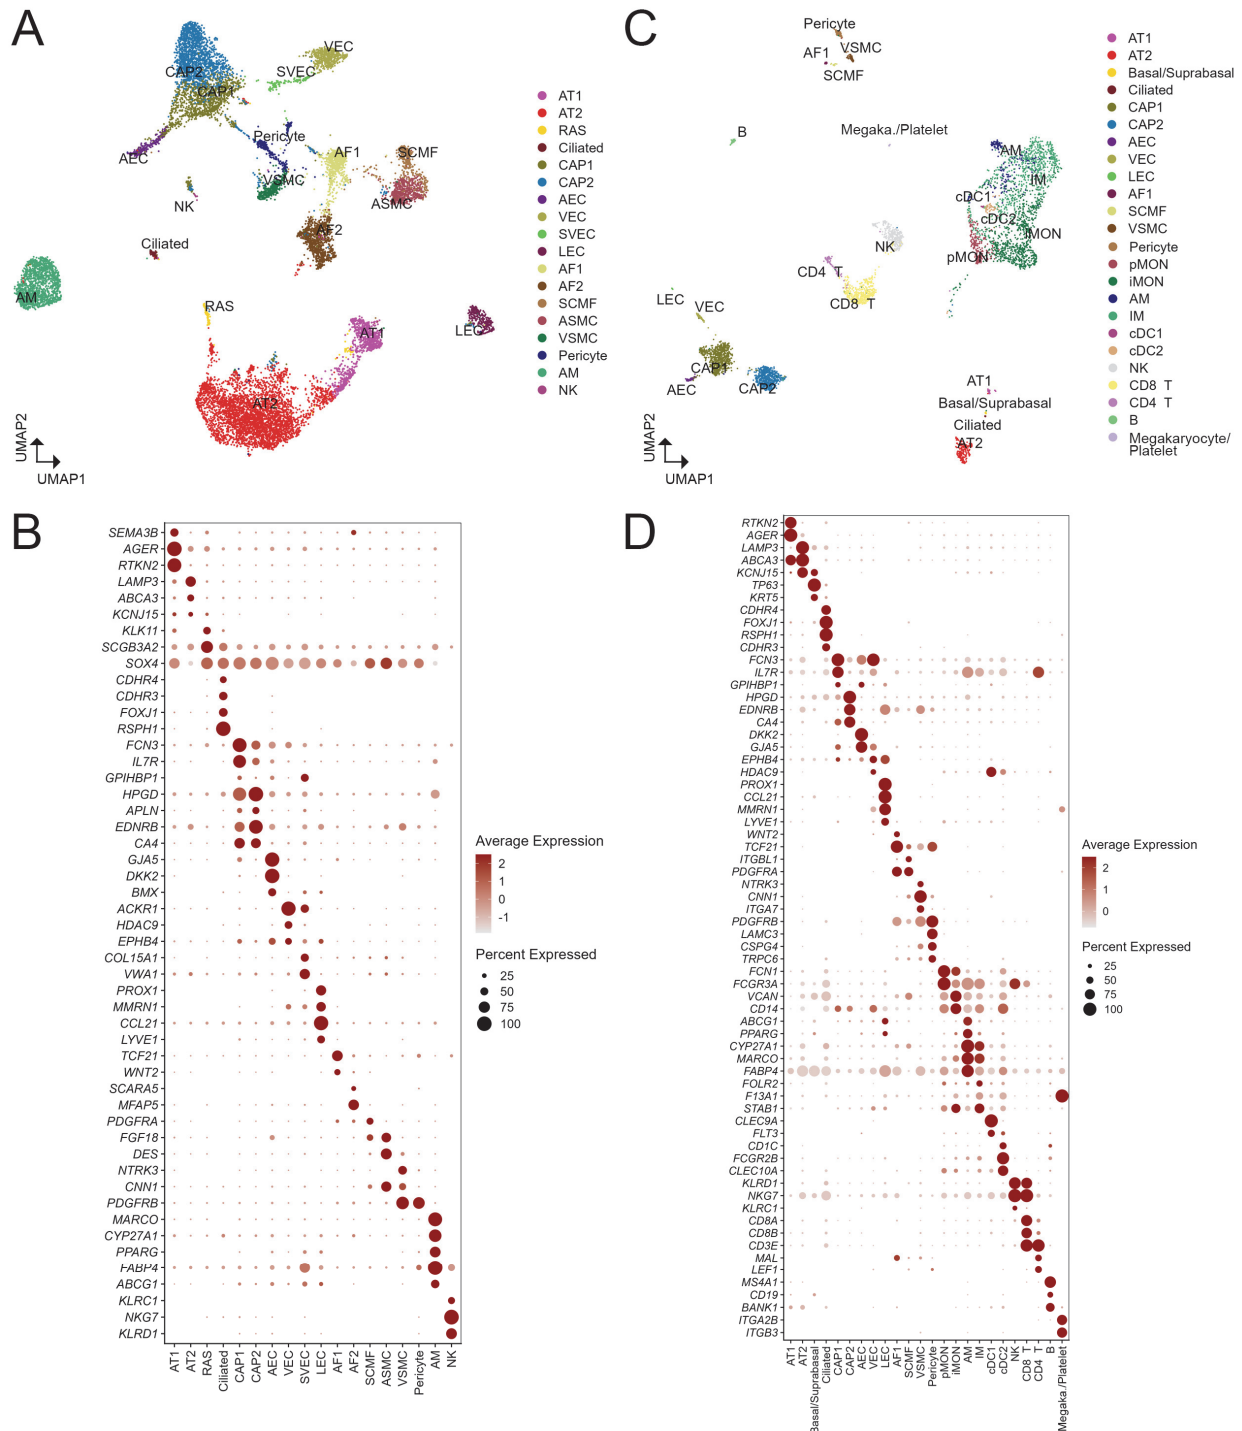 A
CAP2
CAP1
VEC
SVEC
AEC
Pericyte
AF1
SCMF
VSMC
ASMC
NK
AF2
Ciliated
AM
RAS
AT1
LEC
AT2
UMAP2
UMAP1
AT1
AT2
RAS
Ciliated
CAP1
CAP2
AEC
VEC
SVEC
LEC
AF1
AF2
SCMF
ASMC
VSMC
Pericyte
AM
NK
C
Pericyte
AF1
VSMC
SCMF
B
Megaka./Platelet
AM
IM
cDC1
cDC2
iMON
pMON
NK
CD4 T
CD8 T
LEC
VEC
CAP1
AEC
CAP2
AT1
Basal/Suprabasal
Ciliated
AT2
UMAP2
UMAP1
AT1
AT2
Basal/Suprabasal
Ciliated
CAP1
CAP2
AEC
VEC
LEC
AF1
SCMF
VSMC
Pericyte
pMON
iMON
AM
IM
cDC1
cDC2
NK
CD8 T
CD4 T
B
Megakaryocyte/
Platelet
B
SEMA3B
AGER
RTKN2
LAMP3
ABCA3
KCNJ15
KLK11
SCGB3A2
SOX4
CDHR4
CDHR3
FOXJ1
RSPH1
FCN3
IL7R
GPIHBP1
HPGD
APLN
EDNRB
CA4
GJA5
DKK2
BMX
ACKR1
HDAC9
EPHB4
COL15A1
VWA1
PROX1
MMRN1
CCL21
LYVE1
TCF21
WNT2
SCARA5
MFAP5
PDGFRA
FGF18
DES
NTRK3
CNN1
PDGFRB
MARCO
CYP27A1
PPARG
FABP4
ABCG1
KLRC1
NKG7
KLRD1
AT1
AT2
RAS
Ciliated
CAP1
CAP2
AEC
VEC
SVEC
LEC
AF1
AF2
SCMF
ASMC
VSMC
Pericyte
AM
NK
Average Expression
2
1
0
-1
Percent Expressed
25
50
75
100
D
RTKN2
AGER
LAMP3
ABCA3
KCNJ15
TP63
KRT5
CDHR4
FOXJ1
RSPH1
CDHR3
FCN3
IL7R
GPIHBP1
HPGD
EDNRB
CA4
DKK2
GJA5
EPHB4
HDAC9
PROX1
CCL21
MMRN1
LYVE1
WNT2
TCF21
ITGBL1
PDGFRA
NTRK3
CNN1
ITGA7
PDGFRB
LAMC3
CSPG4
TRPC6
FCN1
FCGR3A
VCAN
CD14
ABCG1
PPARG
CYP27A1
MARCO
FABP4
FOLR2
F13A1
STAB1
CLEC9A
FLT3
CD1C
FCGR2B
CLEC10A
KLRD1
NKG7
KLRC1
CD8A
CD8B
CD3E
MAL
LEF1
MS4A1
CD19
BANK1
ITGA2B
ITGB3
AT1
AT2
Basal/Suprabasal
Ciliated
CAP1
CAP2
AEC
VEC
LEC
AF1
SCMF
VSMC
Pericyte
pMON
iMON
AM
IM
cDC1
cDC2
NK
CD8 T
CD4 T
B
Megaka./Platelet
Average Expression
2
1
0
Percent Expressed
25
50
75
100